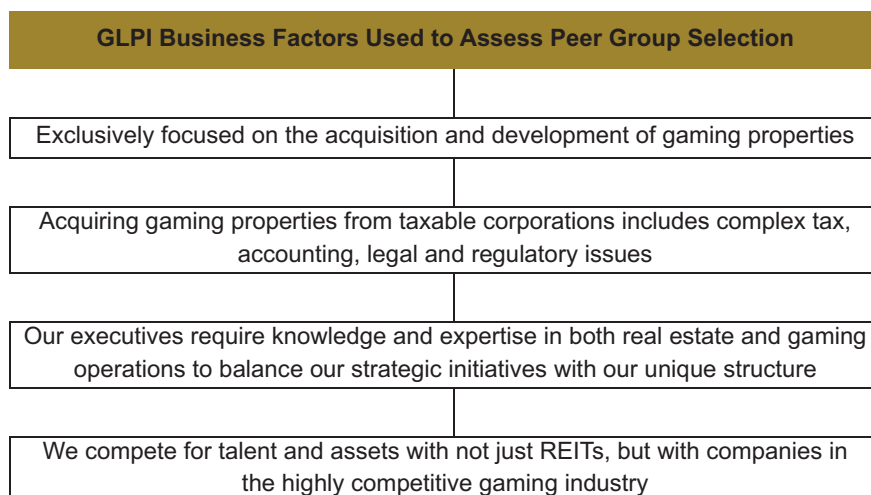 GLPI Business Factors Used to Assess Peer Group Selection
Exclusively focused on the acquisition and development of gaming properties
Acquiring gaming properties from taxable corporations includes complex tax,
accounting, legal and regulatory issues
Our executives require knowledge and expertise in both real estate and gaming
operations to balance our strategic initiatives with our unique structure
We compete for talent and assets with not just REITs, but with companies in
the highly competitive gaming industry